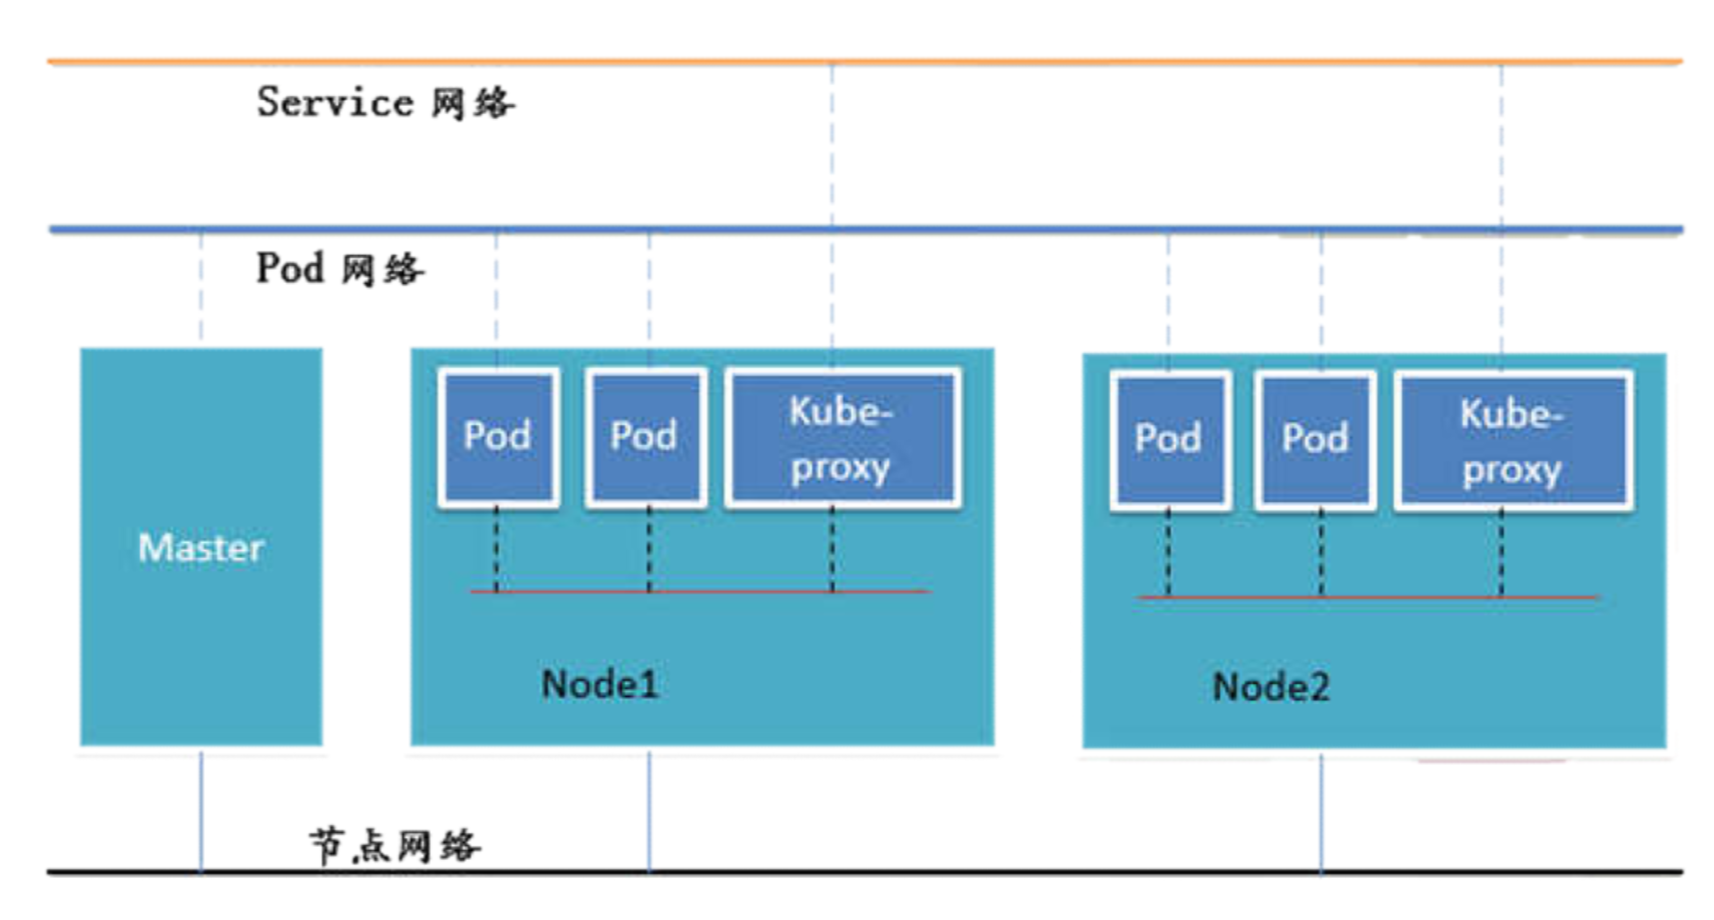 Service 网络
Pod 网络
Master
Pod
Pod
Kube-
proxy
Node1
Pod
Pod
Kube-
proxy
Node2
节点网络